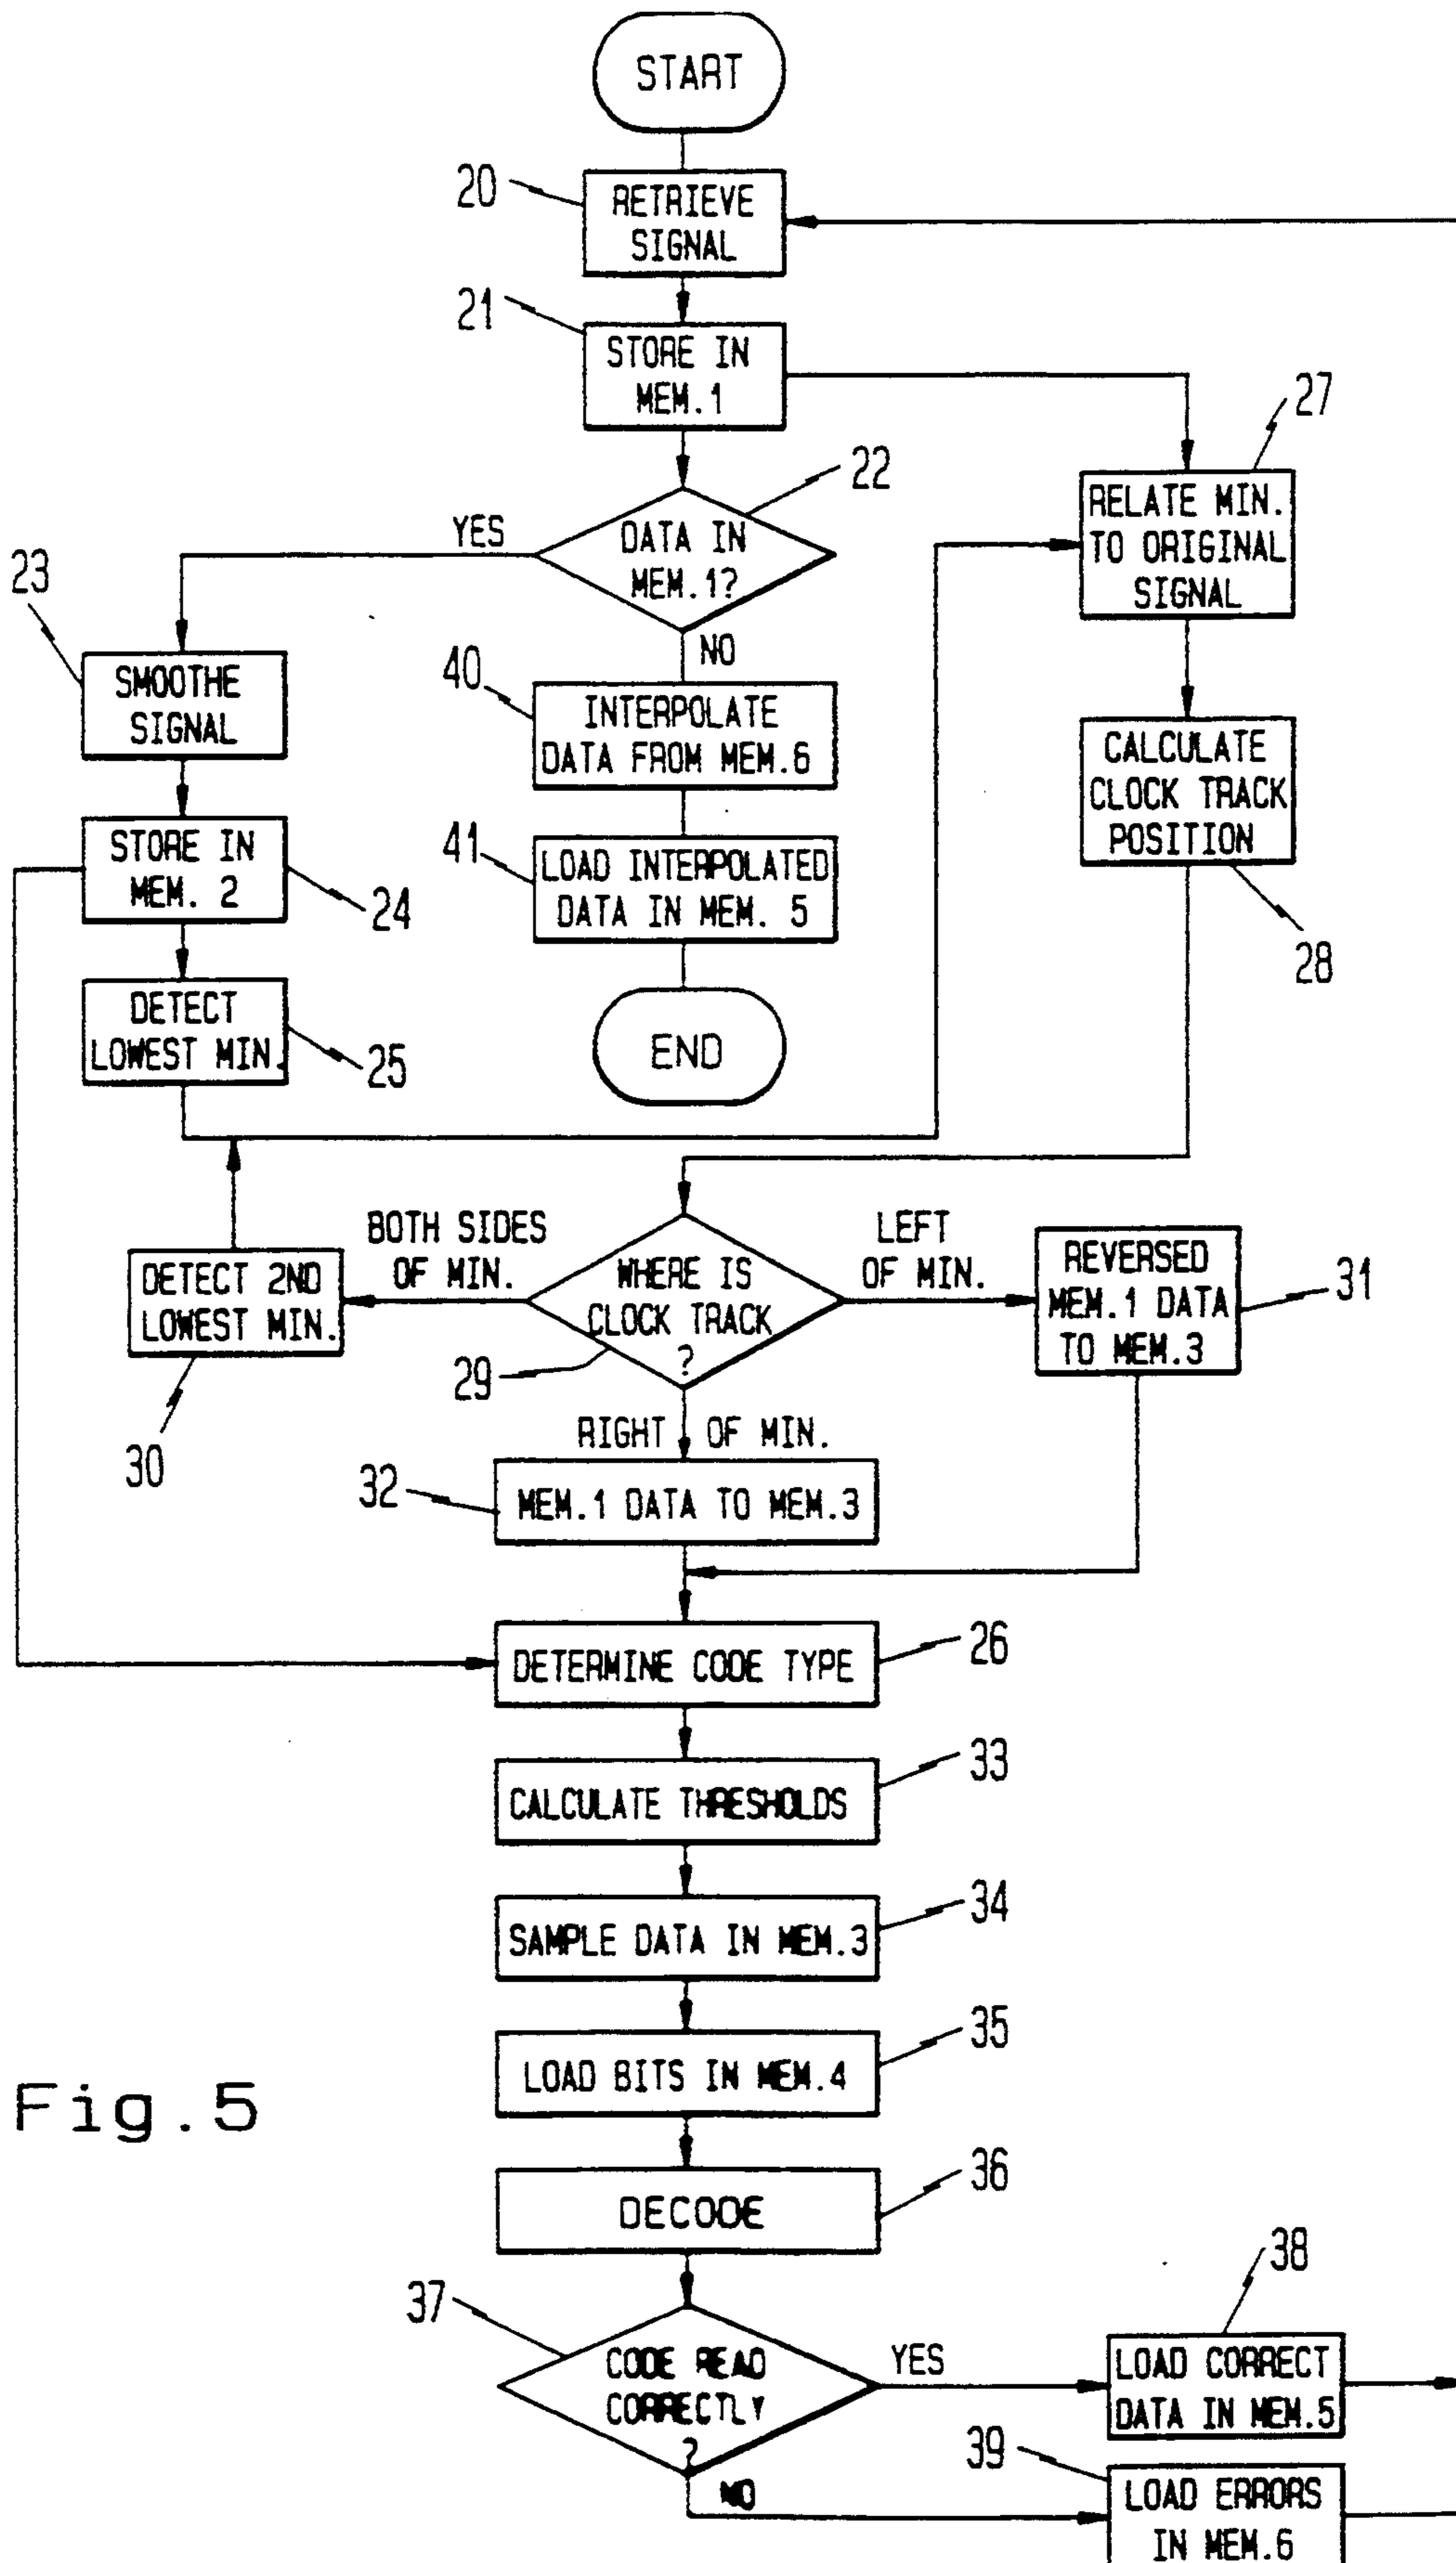 START
20
RETRIEVE
SIGNAL
21
STORE IN
MEM.1
27
RELATE MIN.
TO ORIGINAL
SIGNAL
22
YES
DATA IN
MEM.1?
NO
23
SMOOTHE
SIGNAL
40
INTERPOLATE
DATA FROM MEM.6
CALCULATE
CLOCK TRACK
POSITION
28
STORE IN
MEM. 2
24
41
LOAD INTERPOLATED
DATA IN MEM. 5
DETECT
LOWEST MIN.
25
END
BOTH SIDES
OF MIN.
LEFT
OF MIN.
WHERE IS
CLOCK TRACK
?
29
DETECT 2ND
LOWEST MIN.
30
REVERSED
MEM.1 DATA
TO MEM.3
31
RIGHT OF MIN.
32
MEM.1 DATA TO MEM.3
DETERMINE CODE TYPE
26
CALCULATE THRESHOLDS
33
SAMPLE DATA IN MEM.3
34
LOAD BITS IN MEM.4
35
Fig.5
DECODE
36
37
CODE READ
CORRECTLY
?
YES
NO
38
LOAD CORRECT
DATA IN MEM.5
39
LOAD ERRORS
IN MEM.6